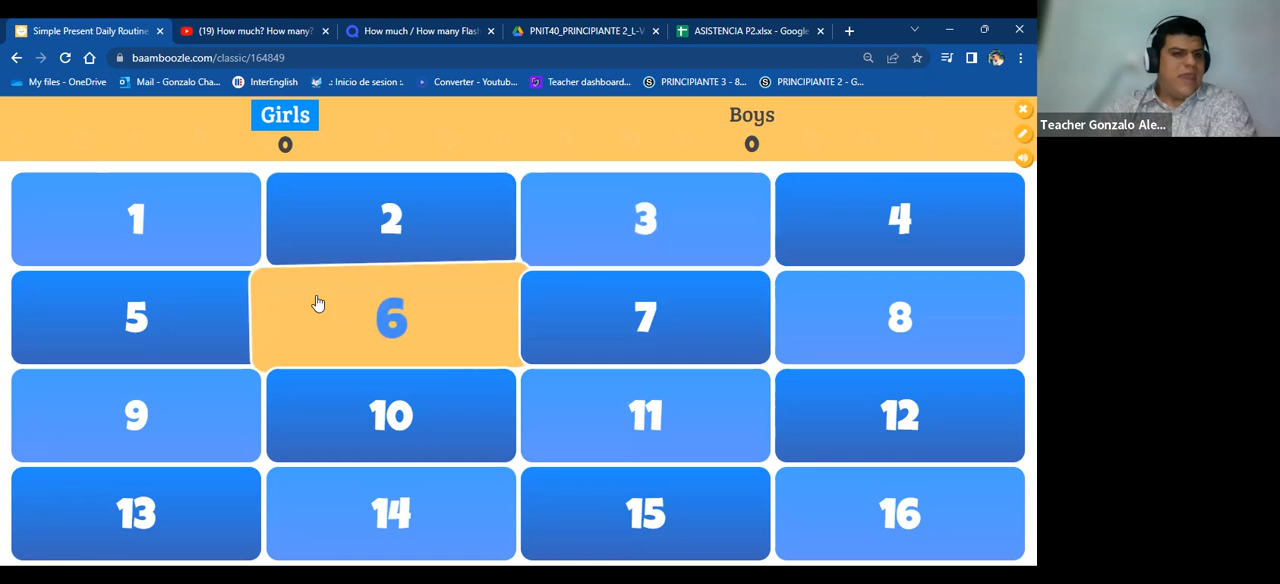 Simple Present Daily Routine
(19) How much? How many?
How much / How many Flas
PNIT40_PRINCIPIANTE 2_L-V
ASISTENCIA P2.xlsx - Google
baamboozle.com/classic/164849
My files - OneDrive
Mail - Gonzalo Cha...
InterEnglish
.: Inicio de sesion :.
Converter - Youtub...
Teacher dashboard...
PRINCIPIANTE 3 - 8...
PRINCIPIANTE 2 - G...
Girls
Boys
0
0
Teacher Gonzalo Ale...
1
2
3
4
5
6
7
8
9
10
11
12
13
14
15
16